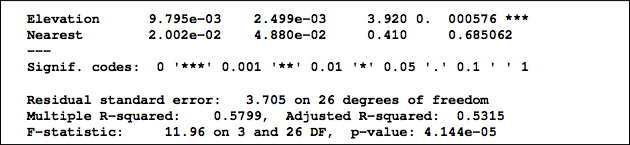 Elevation 9.795e-03 2.499e-03 3.920 0. 000576 ***
Nearest 2.002e-02 4.880e-02 0.410 0.685062
---
Signif. codes: 0 '***' 0.001 '**' 0.01 '*' 0.05 '.' 0.1 ' ' 1
Residual standard error: 3.705 on 26 degrees of freedom
Multiple R-squared: 0.5799, Adjusted R-squared: 0.5315
F-statistic: 11.96 on 3 and 26 DF, p-value: 4.144e-05